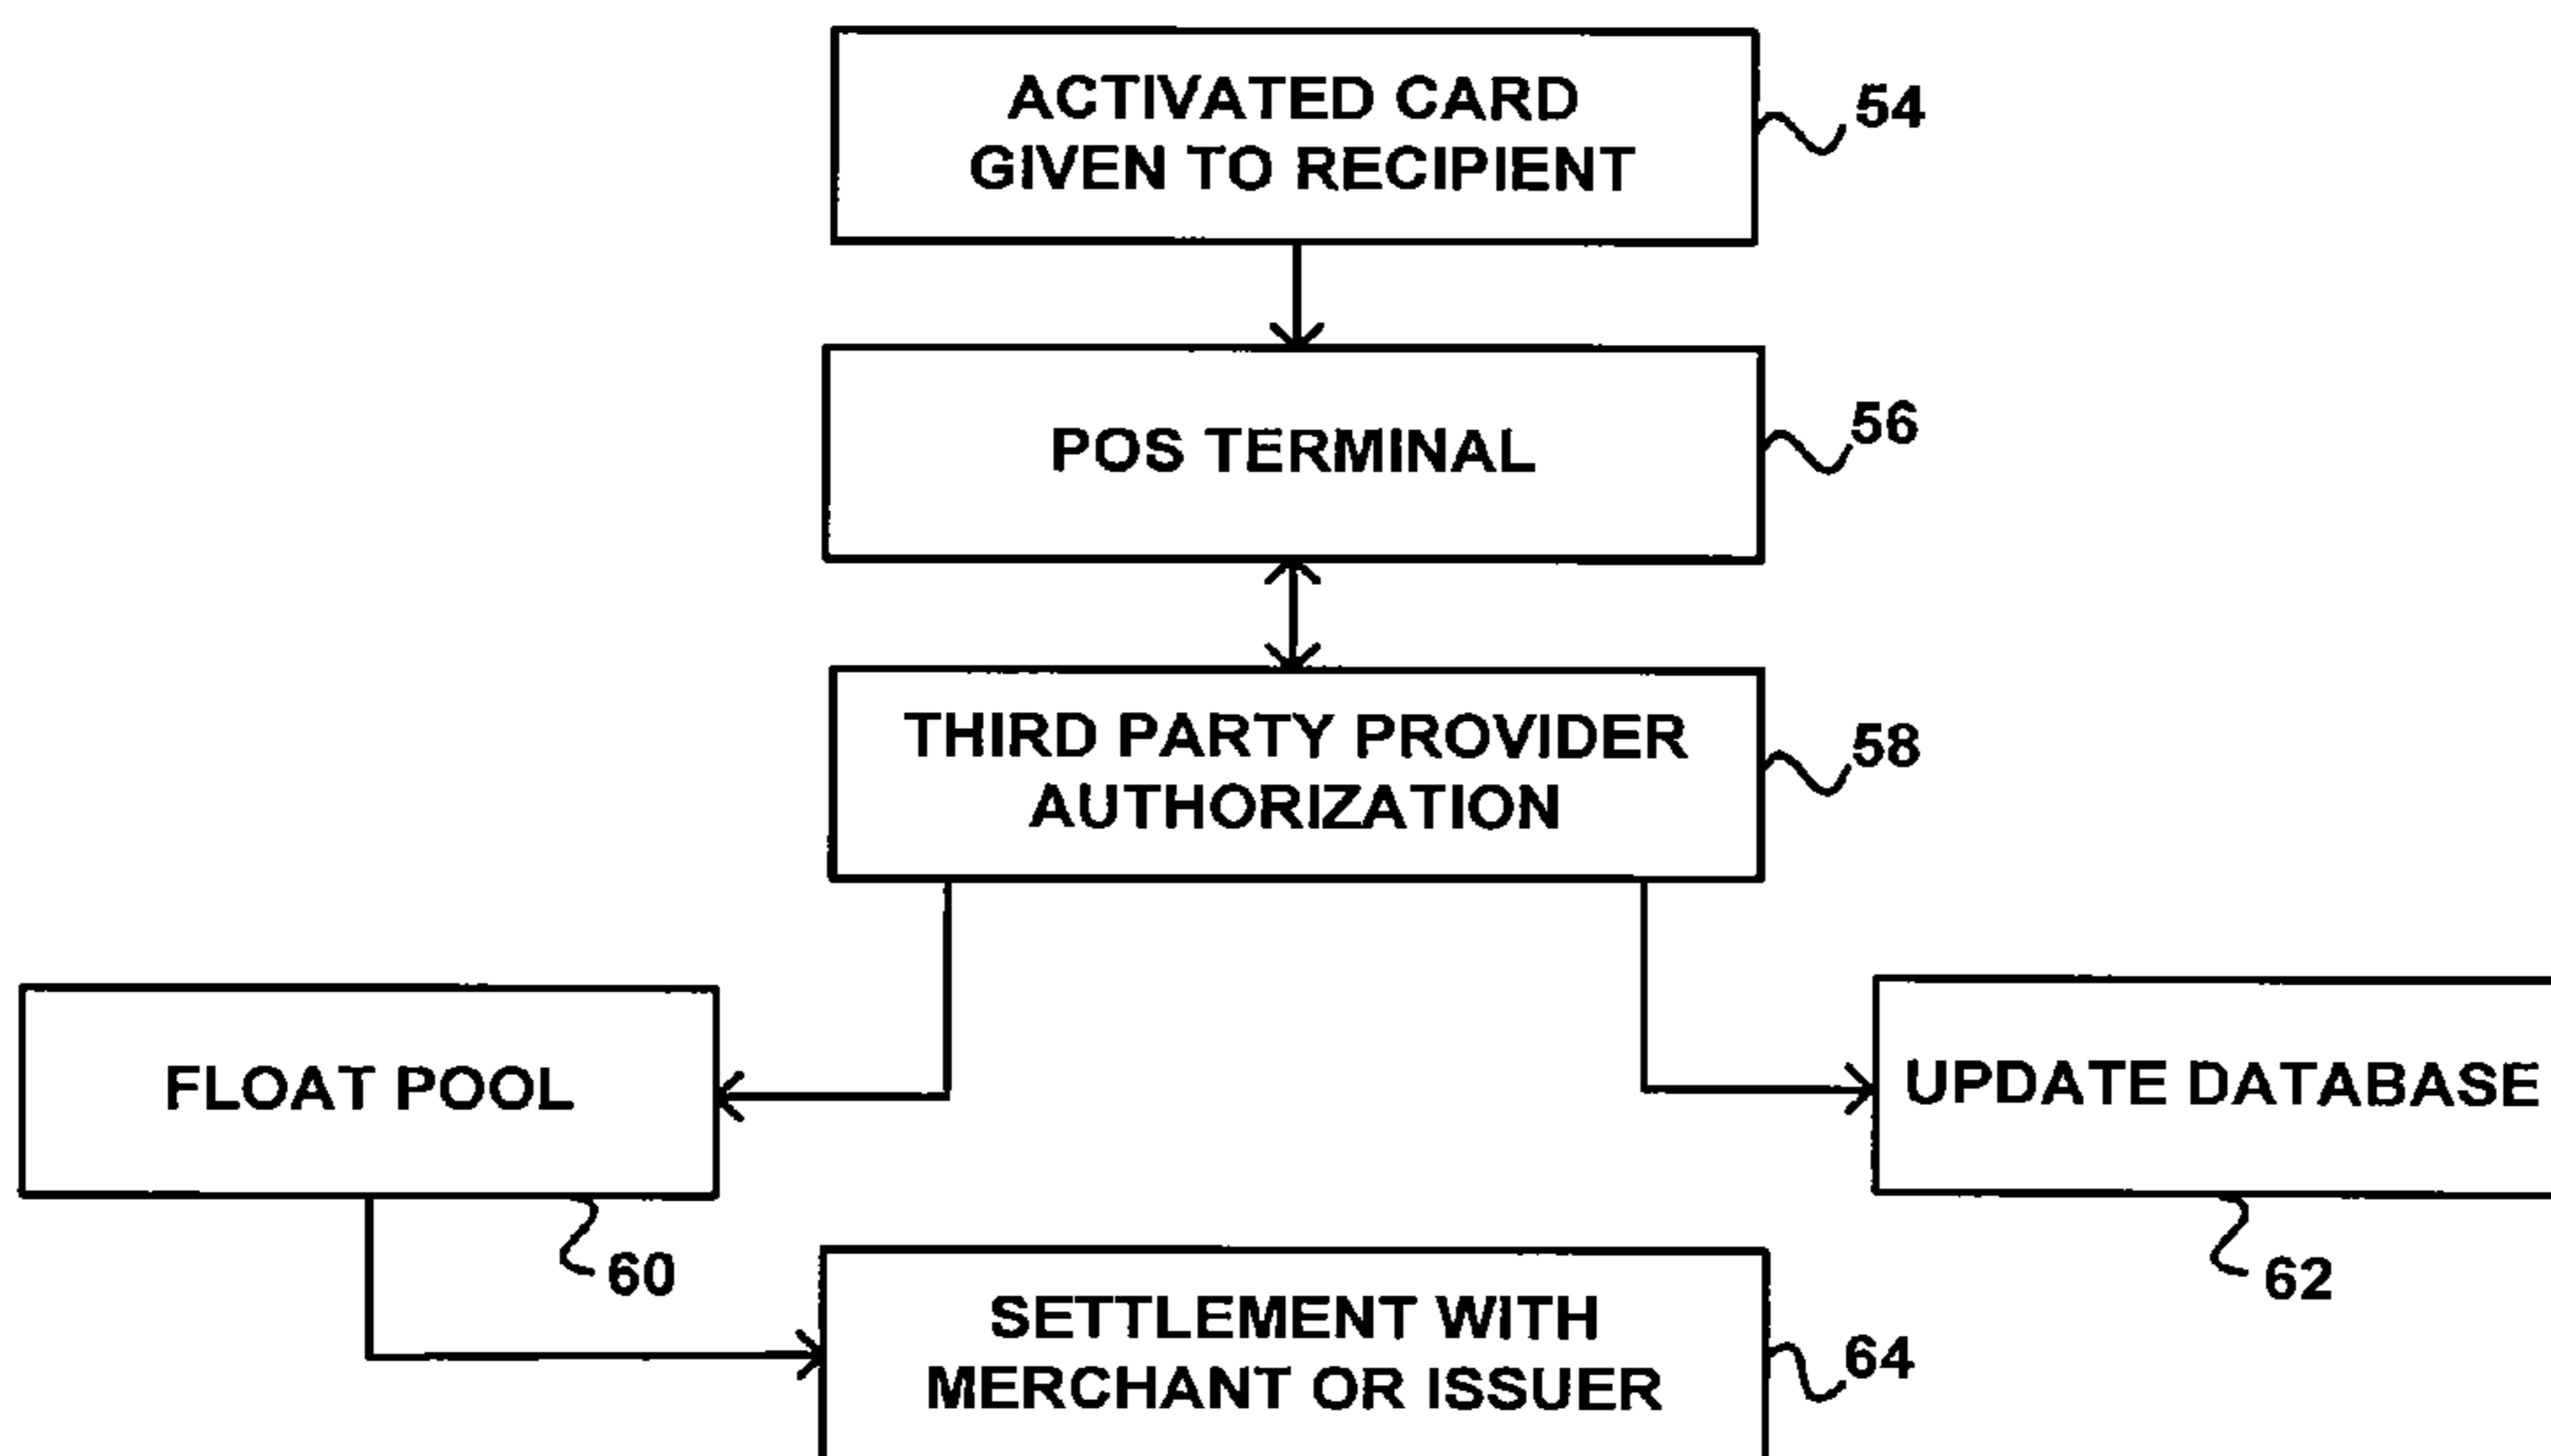 ACTIVATED CARD
GIVEN TO RECIPIENT
54
POS TERMINAL
56
THIRD PARTY PROVIDER
AUTHORIZATION
58
FLOAT POOL
60
UPDATE DATABASE
62
SETTLEMENT WITH
MERCHANT OR ISSUER
64